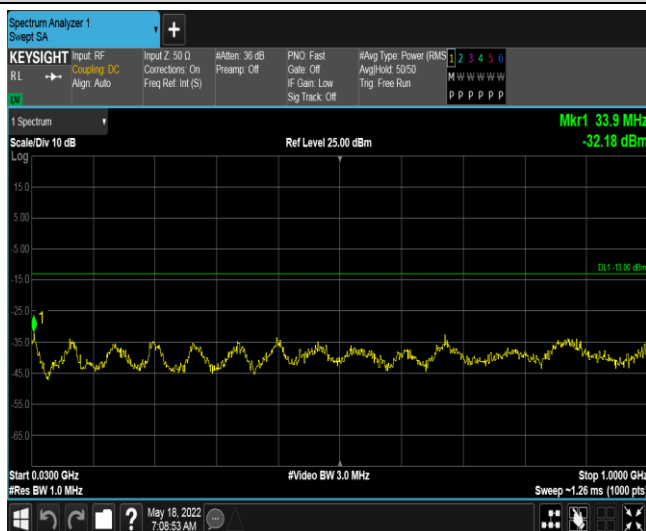 Spectrum Analyzer 1
Swept SA
+
KEYSIGHT
RL
LNI
Input: RF
Coupling: DC
Align: Auto
Input Z: 50 Ω
Corrections: On
Freq Ref: Int (S)
#Atten: 36 dB
Preamp: Off
PNO: Fast
Gate: Off
IF Gain: Low
Sig Track: Off
#Avg Type: Power (RMS
Avg|Hold: 50/50
Trig: Free Run
1 2 3 4 5 6
M W W W W W
P P P P P P
1 Spectrum
Scale/Div 10 dB
Ref Level 25.00 dBm
Mkr1 33.9 MHz
-32.18 dBm
Log
15.0
5.00
-5.00
DL1 -13.00 dBm
-15.0
-25.0
1
-35.0
-45.0
-55.0
-65.0
Start 0.0300 GHz
#Video BW 3.0 MHz
Stop 1.0000 GHz
#Res BW 1.0 MHz
Sweep ~1.26 ms (1000 pts)
?
May 18, 2022
7:08:53 AM